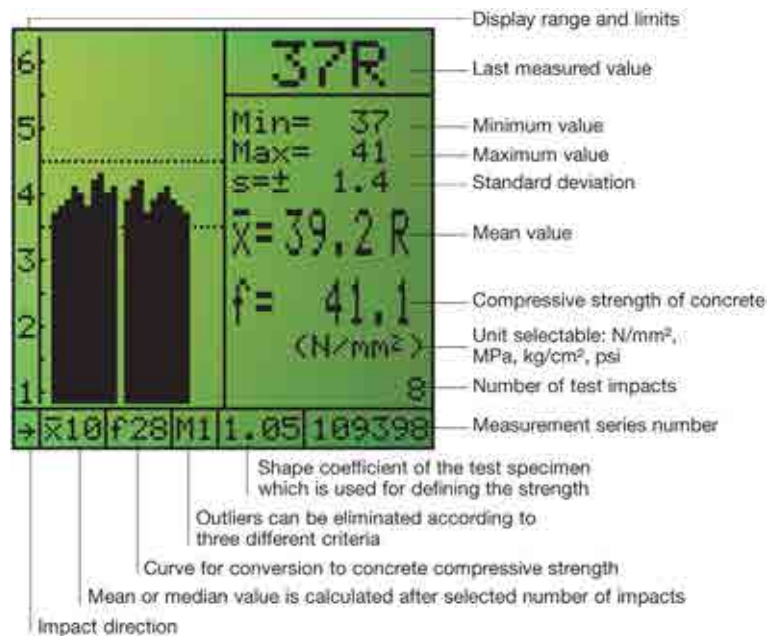 Display range and limits
6
5
4
3
2
1
37R
Last measured value
Min= 37
Minimum value
Max= 41
Maximum value
s=± 1.4
Standard deviation
x̄=39.2 R
Mean value
f= 41.1
Compressive strength of concrete
(N/mm²)
Unit selectable: N/mm²,
MPa, kg/cm², psi
8
Number of test impacts
→ x̄10 f28 M1 1.05 109398
Measurement series number
Shape coefficient of the test specimen
which is used for defining the strength
Outliers can be eliminated according to
three different criteria
Curve for conversion to concrete compressive strength
Mean or median value is calculated after selected number of impacts
Impact direction